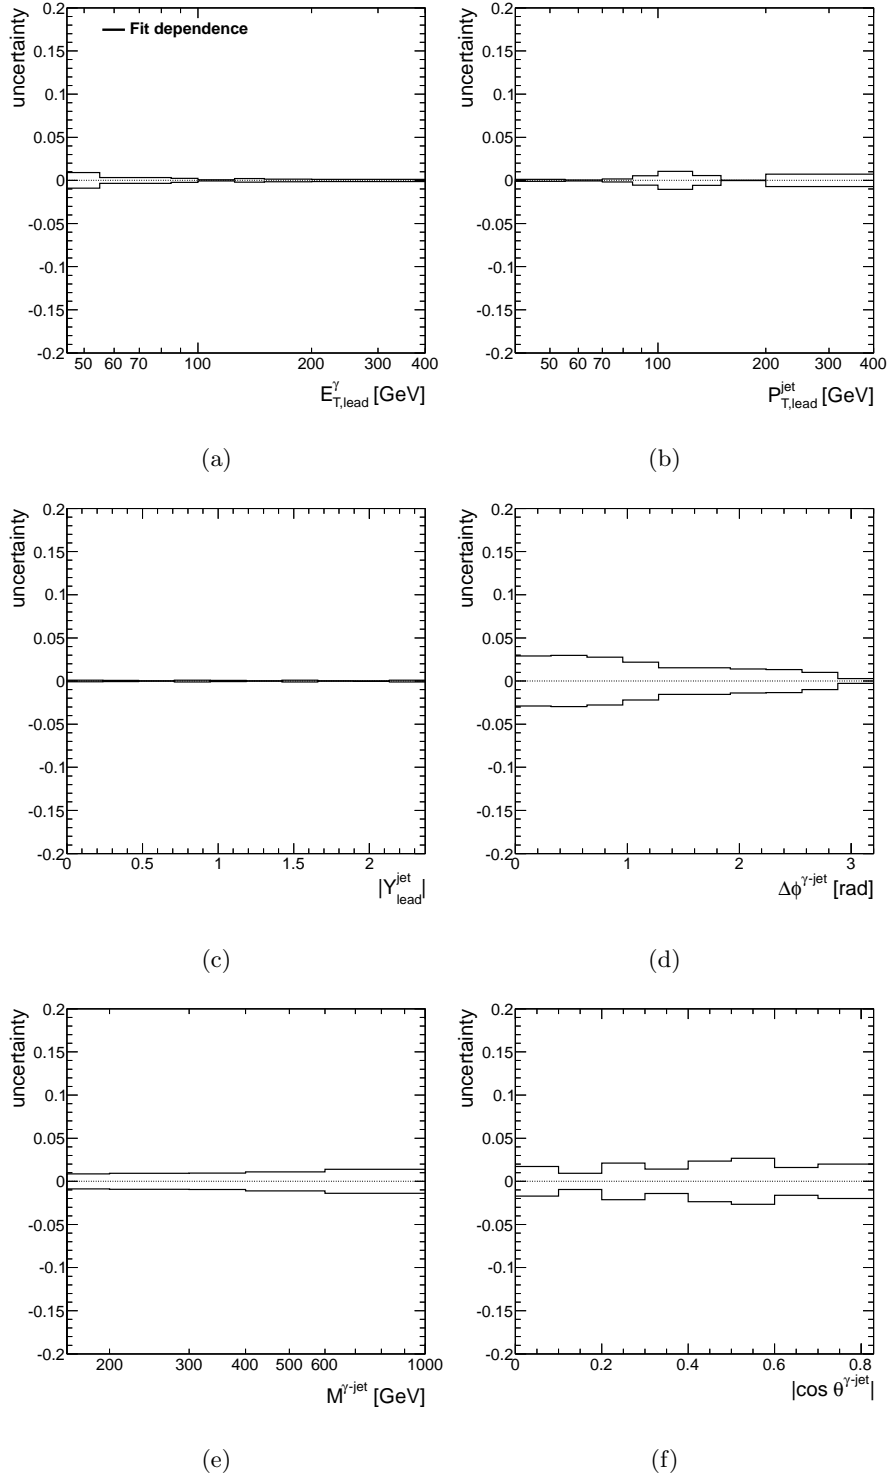 uncertainty
0.2
0.15
0.1
0.05
0
-0.05
-0.1
-0.15
-0.2
Fit dependence
50 60 70 100 200 300 400
E^γ_T,lead [GeV]
(a)
uncertainty
0.2
0.15
0.1
0.05
0
-0.05
-0.1
-0.15
-0.2
50 60 70 100 200 300 400
P^jet_T,lead [GeV]
(b)
uncertainty
0.2
0.15
0.1
0.05
0
-0.05
-0.1
-0.15
-0.2
0 0.5 1 1.5 2
|Y^jet_lead|
(c)
uncertainty
0.2
0.15
0.1
0.05
0
-0.05
-0.1
-0.15
-0.2
0 1 2 3
Δϕ^γ-jet [rad]
(d)
uncertainty
0.2
0.15
0.1
0.05
0
-0.05
-0.1
-0.15
-0.2
200 300 400 500 600 1000
M^γ-jet [GeV]
(e)
uncertainty
0.2
0.15
0.1
0.05
0
-0.05
-0.1
-0.15
-0.2
0 0.2 0.4 0.6 0.8
|cos θ^γ-jet|
(f)